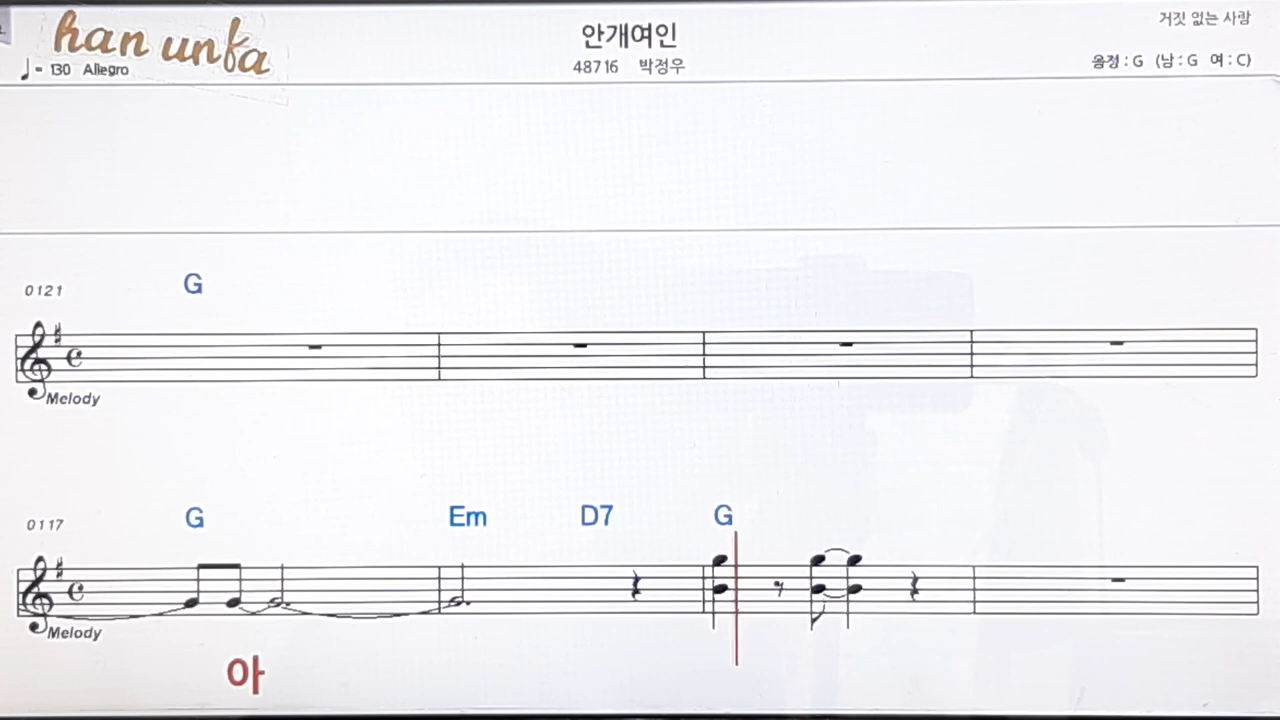 han unfa
♩= 130 Allegro
안개여인
48716 박정우
거짓 없는 사랑
음정 : G (남 : G 여 : C)
0121
G
Melody
0117
G Em D7 G
Melody
아